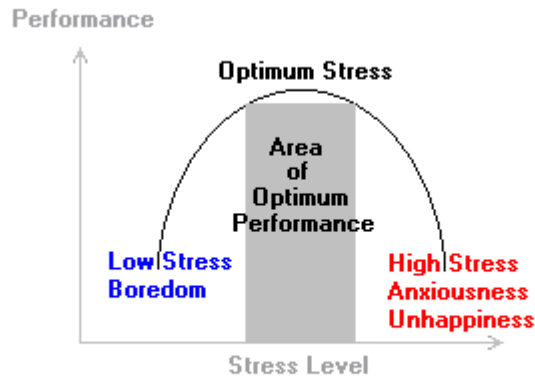 Performance
Optimum Stress
Area
of
Optimum
Performance
Low Stress
Boredom
High Stress
Anxiousness
Unhappiness
Stress Level